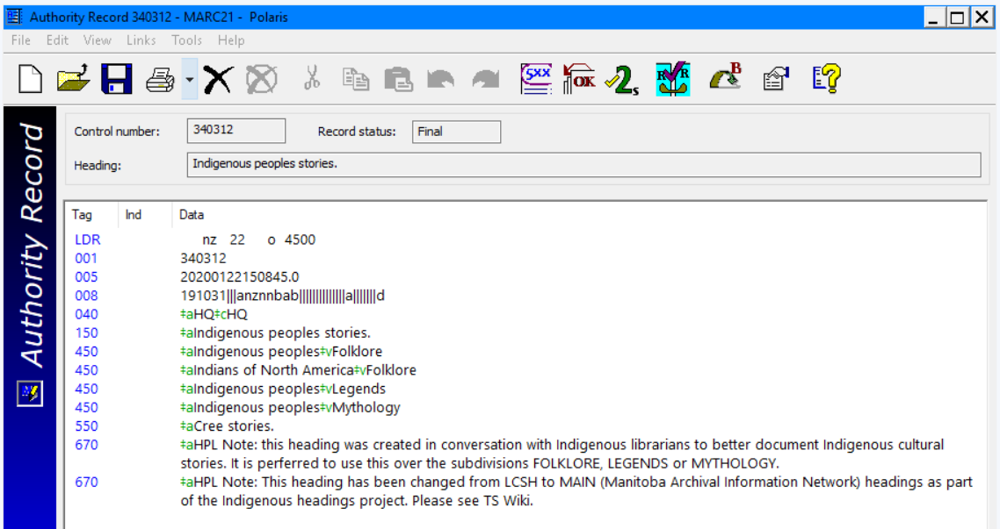 Authority Record 340312 - MARC21 - Polaris
File Edit View Links Tools Help
5XX OK 2s R R B
Authority Record
Control number: 340312 Record status: Final
Heading: Indigenous peoples stories.
Tag Ind Data
LDR nz 22 o 4500
001 340312
005 20200122150845.0
008 191031|||anznnbab||||||||||||||a|||||||d
040 ‡aHQ‡cHQ
150 ‡aIndigenous peoples stories.
450 ‡aIndigenous peoples‡vFolklore
450 ‡aIndians of North America‡vFolklore
450 ‡aIndigenous peoples‡vLegends
450 ‡aIndigenous peoples‡vMythology
550 ‡aCree stories.
670 ‡aHPL Note: this heading was created in conversation with Indigenous librarians to better document Indigenous cultural
stories. It is perferred to use this over the subdivisions FOLKLORE, LEGENDS or MYTHOLOGY.
670 ‡aHPL Note: This heading has been changed from LCSH to MAIN (Manitoba Archival Information Network) headings as part
of the Indigenous headings project. Please see TS Wiki.